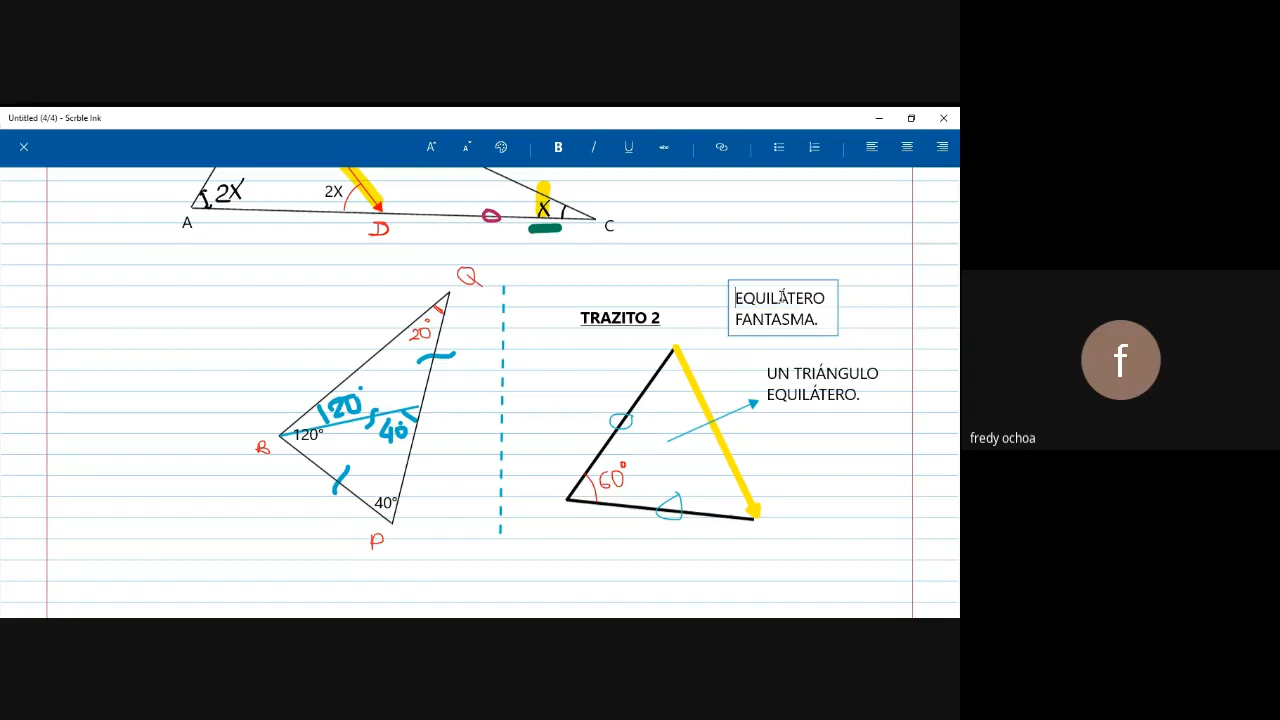 Untitled (4/4) - Scrble Ink
B / U abc
2X
2X
X
A
D
C
Q
20°
120°
40°
120°
B
40°
P
TRAZITO 2
EQUILÁTERO
FANTASMA.
UN TRIÁNGULO
EQUILÁTERO.
60°
f
fredy ochoa